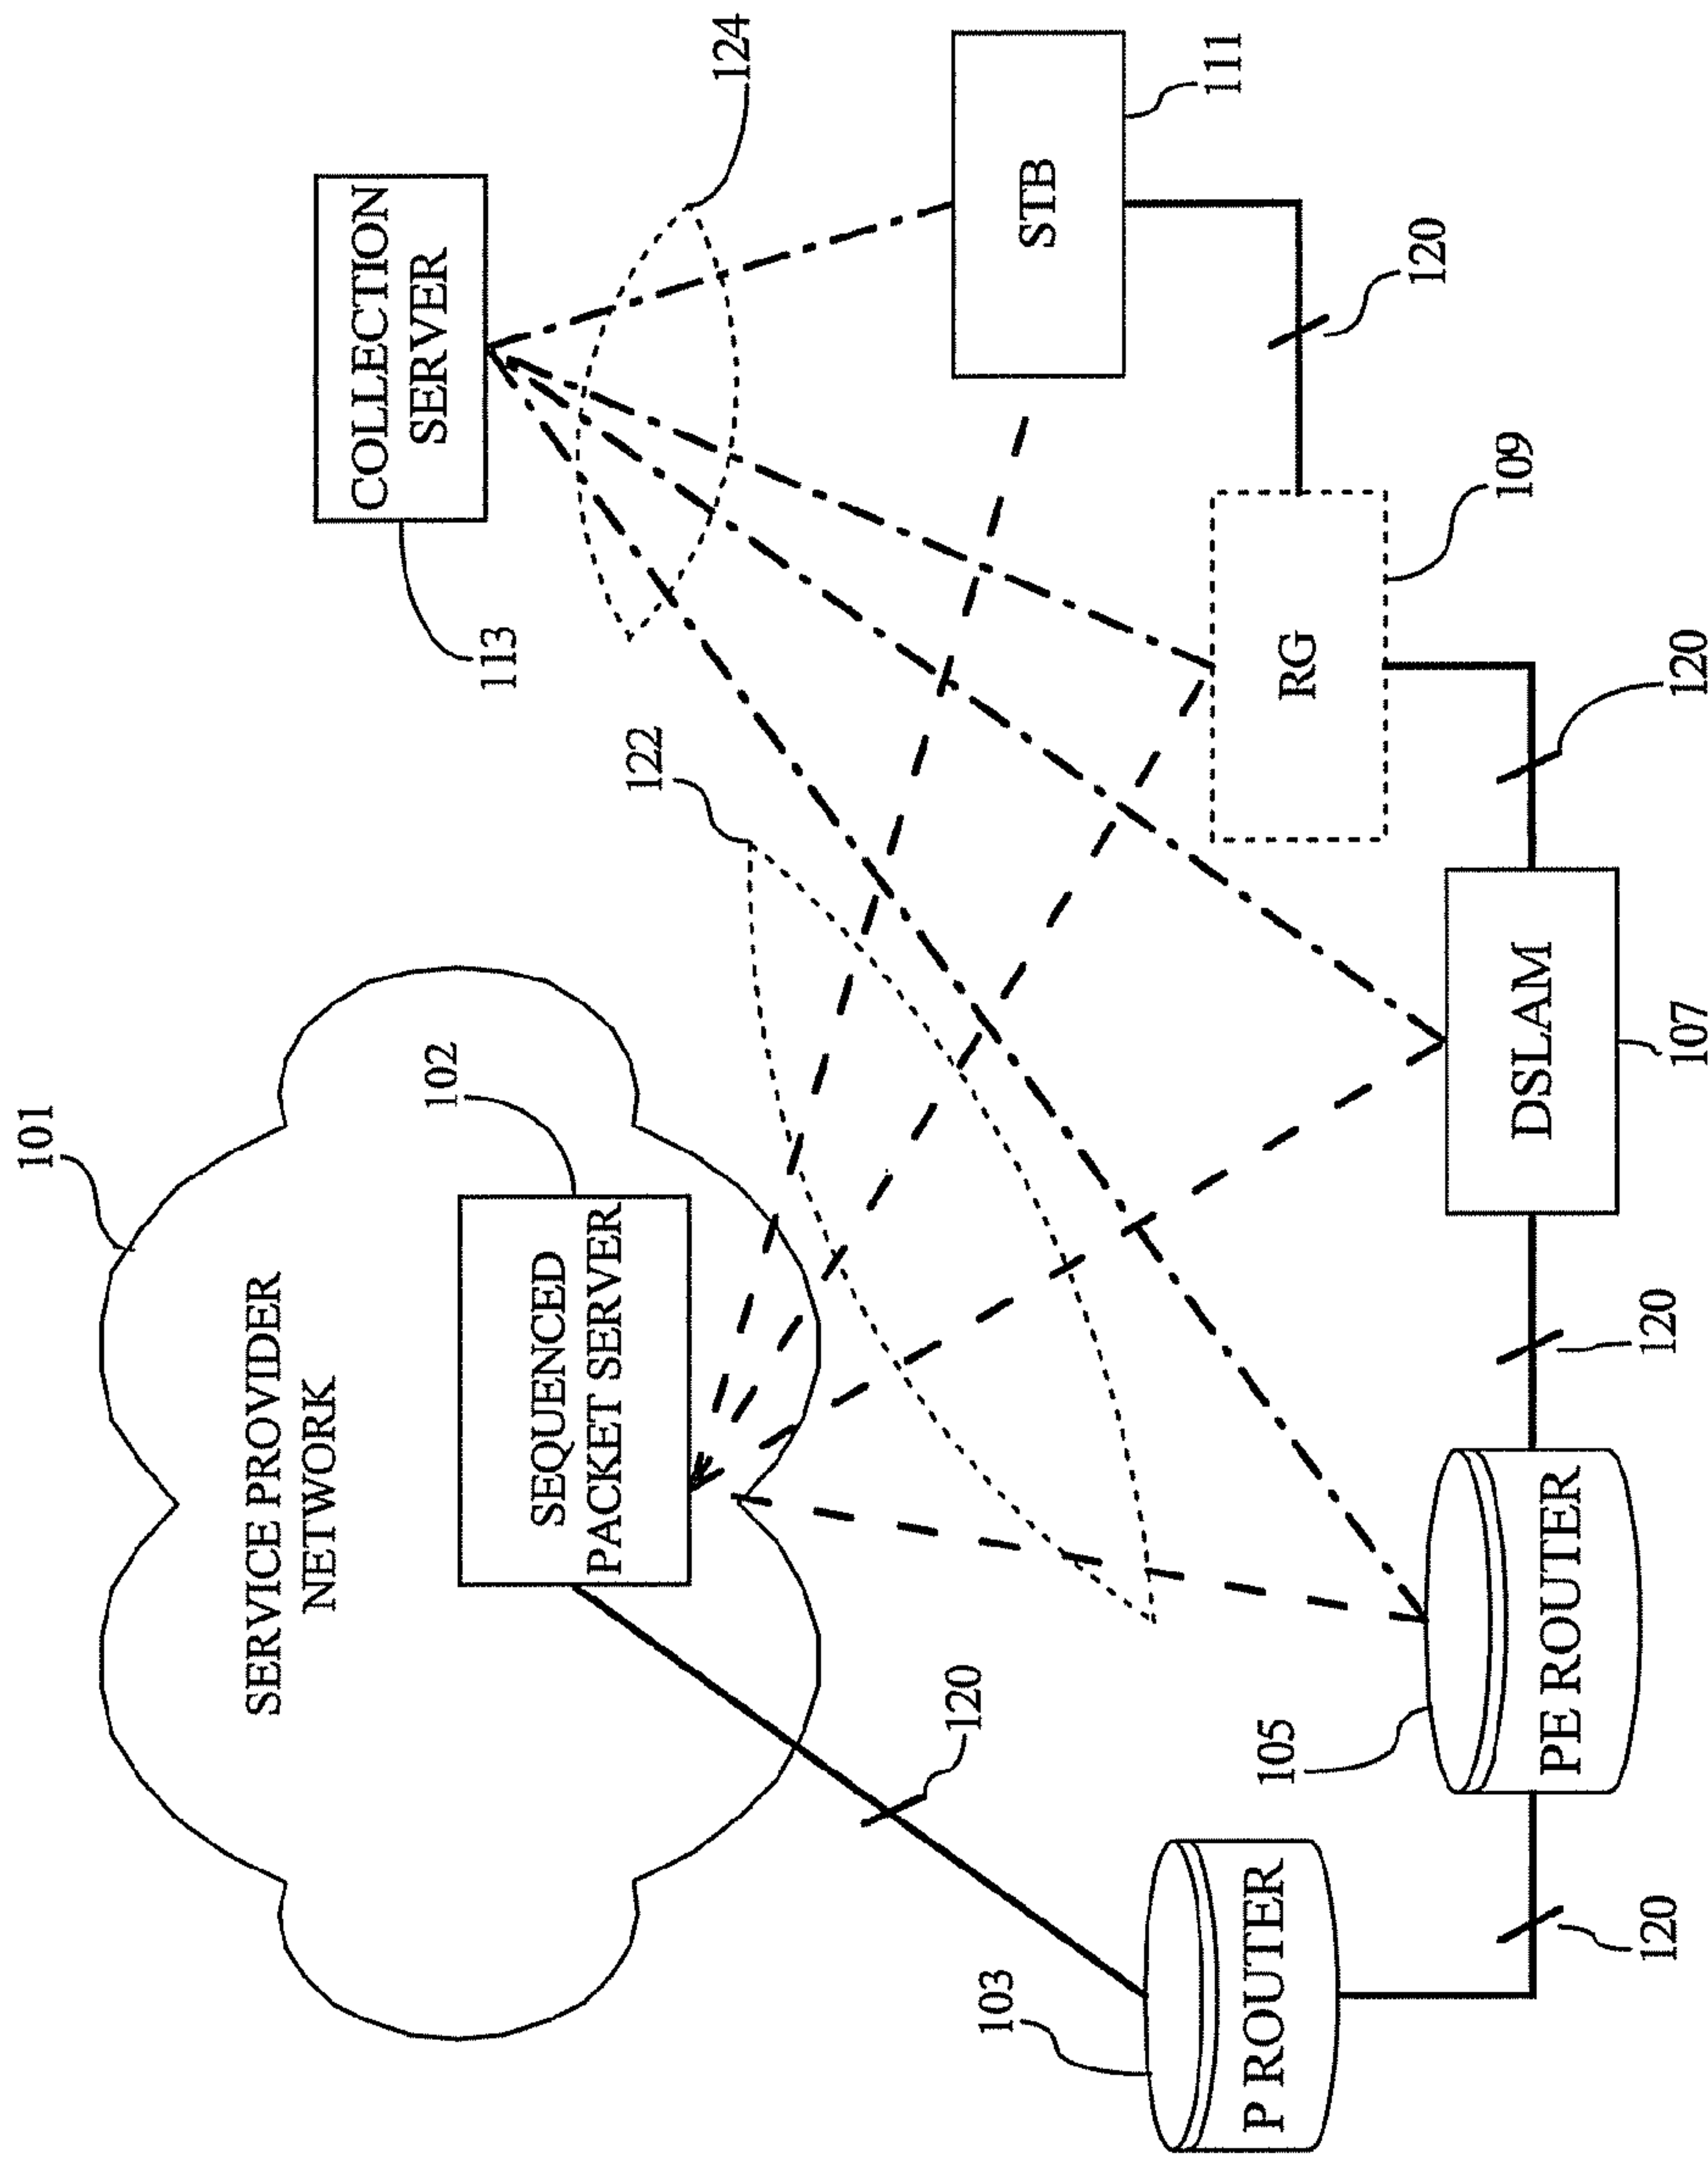 101
SERVICE PROVIDER
NETWORK
102
SEQUENCED
PACKET SERVER
113
COLLECTION
SERVER
124
122
120
STB
111
120
103
P ROUTER
105
PE ROUTER
120
120
DSLAM
107
RG
109
120